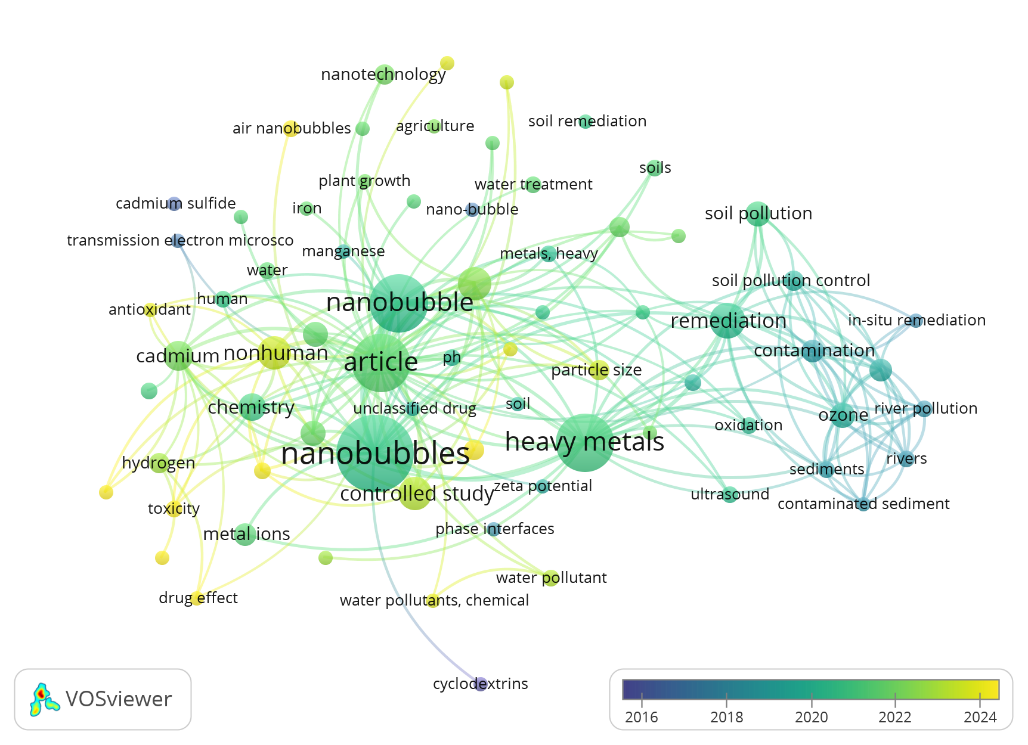 nanotechnology
air nanobubbles
agriculture
soil remediation
soils
plant growth
water treatment
cadmium sulfide
iron
nano-bubble
soil pollution
transmission electron microsco
manganese
metals, heavy
water
soil pollution control
human
nanobubble
antioxidant
remediation
in-situ remediation
cadmium
nonhuman
article
ph
contamination
particle size
chemistry
unclassified drug
soil
ozone
river pollution
oxidation
nanobubbles
heavy metals
hydrogen
rivers
sediments
controlled study
zeta potential
ultrasound
contaminated sediment
toxicity
metal ions
phase interfaces
water pollutant
drug effect
water pollutants, chemical
cyclodextrins
VOSviewer
2016
2018
2020
2022
2024